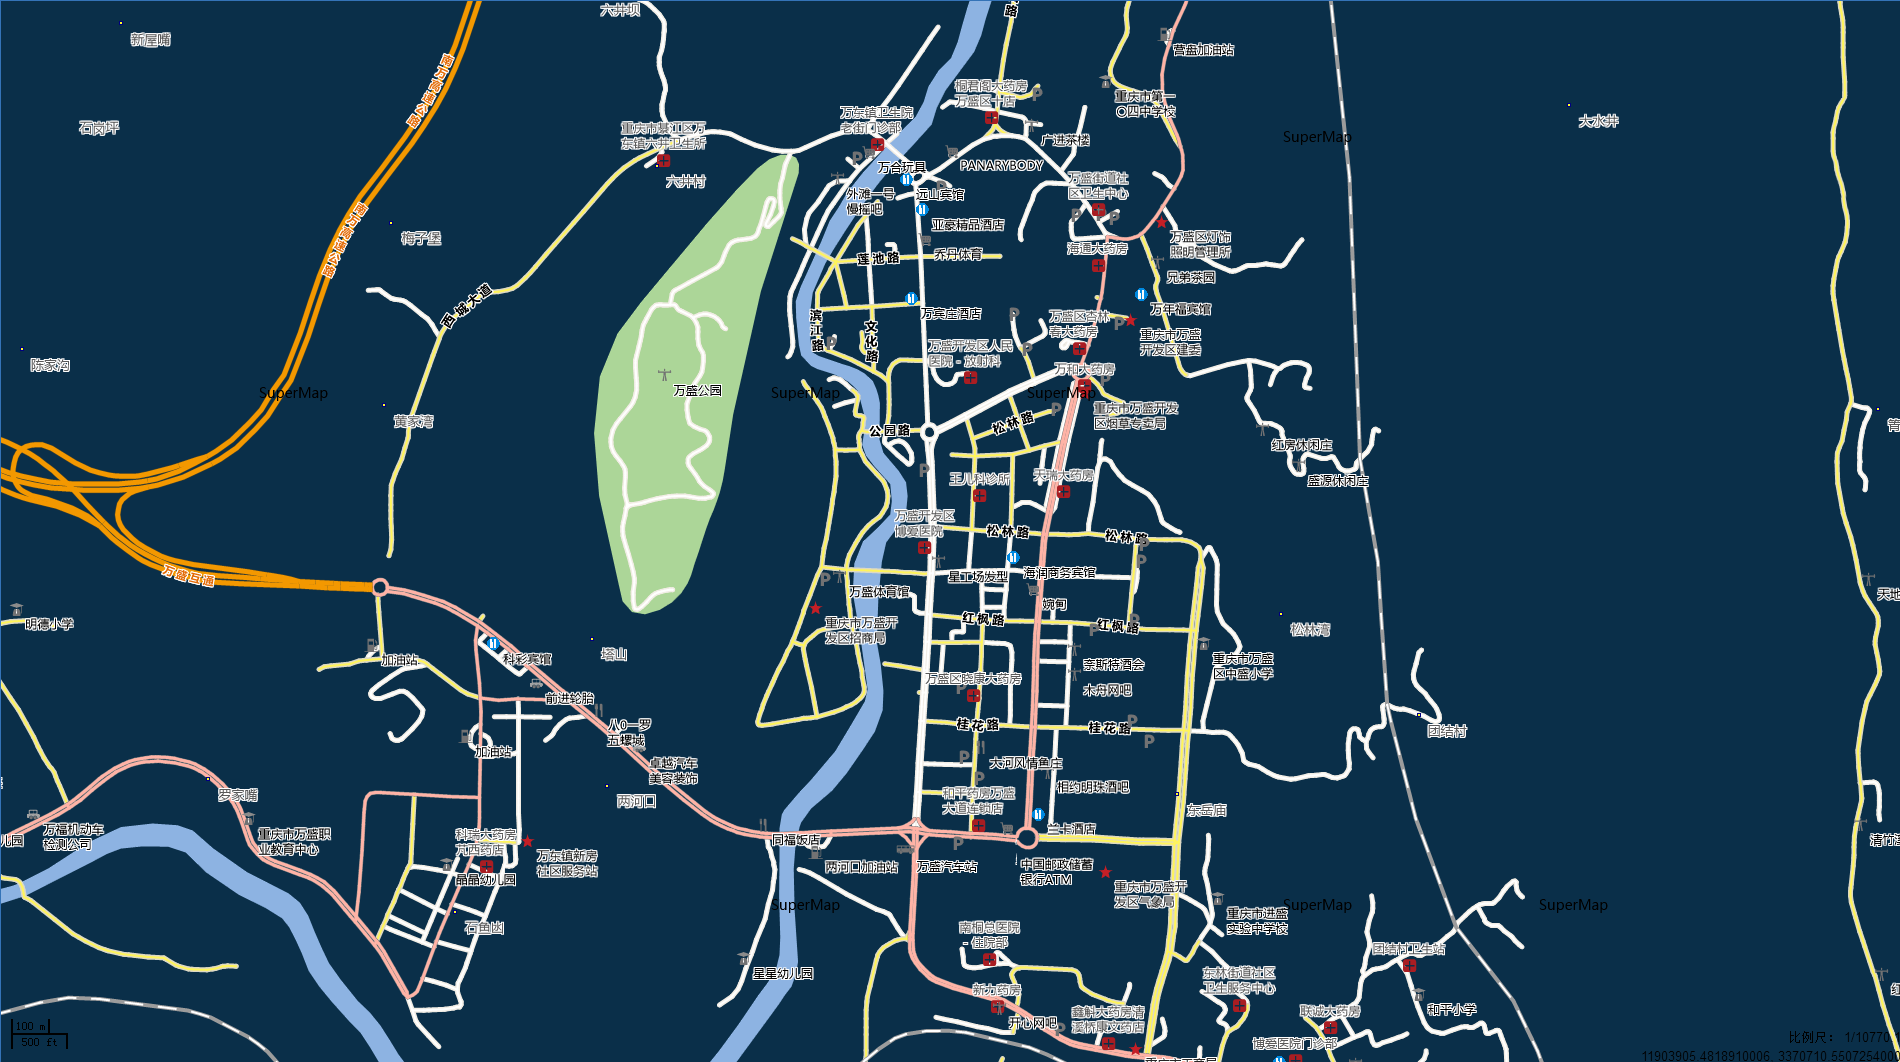 六井坝
路
新屋嘴
营盘加油站
南万高速公路
桐君阁大药房
万盛区十店
重庆市第一
〇四中学校
万东镇卫生院
老街门诊部
石岗坪
重庆市綦江区万
东镇六井卫生所
大水井
SuperMap
广进茶楼
万合玩具
PANARYBODY
六井村
万盛街道社
区卫生中心
外滩一号
慢摇吧
远山宾馆
南万高速公路
亚豪精品酒店
梅子堡
万盛区灯饰
照明管理所
海通大药房
莲池路
乔丹体育
兄弟茶园
西城大道
万年福宾馆
万宾座酒店
滨江路
文化路
万盛区杏林
春大药房
重庆市万盛
开发区建委
万盛开发区人民
医院-放射科
陈家沟
万和大药房
万盛公园
SuperMap
SuperMap
SuperMap
黄家湾
重庆市万盛开发
区烟草专卖局
松林路
公园路
红房休闲庄
王儿科诊所
天瑞大药房
盛源休闲庄
万盛开发区
博爱医院
松林路
松林路
万盛互通
星工场发型
海润商务宾馆
万盛体育馆
婉甸
天地
明德小学
红枫路
红枫路
重庆市万盛开
发区招商局
松林湾
塔山
科彩宾馆
加油站
奈斯特酒会
重庆市万盛
区中盛小学
万盛区晓康大药房
木舟网吧
前进轮胎
八0一罗
五娜城
桂花路
桂花路
团结村
加油站
卓越汽车
美容装饰
大河风情鱼庄
罗家嘴
两河口
相约明珠酒吧
和平药房万盛
大道连锁店
东岳庙
万福机动车
检测公司
重庆市万盛职
业教育中心
科瑞大药房
芃西药店
同福饭店
兰卡酒店
儿园
万东镇新房
社区服务站
两河口加油站
万盛汽车站
中国邮政储蓄
银行ATM
晶晶幼儿园
重庆市万盛开
发区气象局
SuperMap
SuperMap
SuperMap
石鱼凼
重庆市进盛
实验中学校
南桐总医院
-住院部
团结村卫生站
星星幼儿园
东林街道社区
卫生服务中心
新力药房
和平小学
开心网吧
鑫斛大药房清
溪桥康文药店
联诚大药房
100 m
500 ft
博爱医院门诊部
比例尺: 1/10770
11903905.4818910006 3370710.550725400